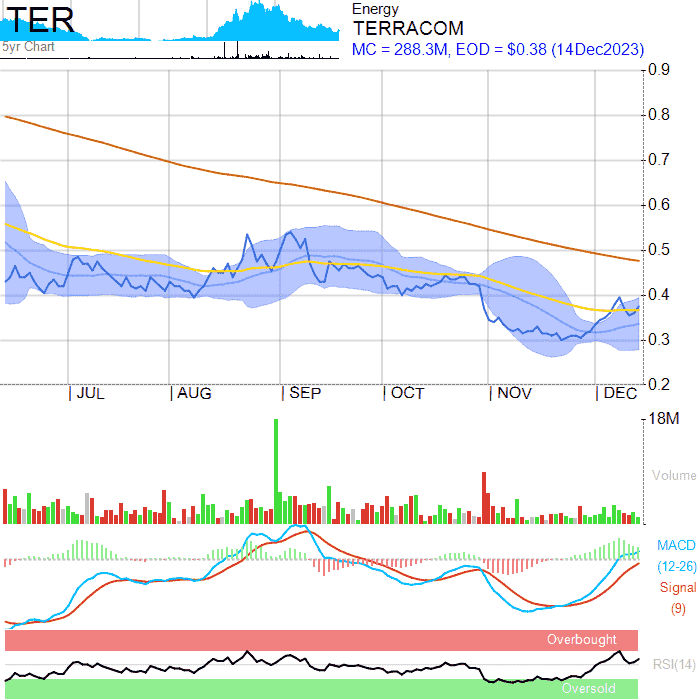 TER
5yr Chart
Energy
TERRACOM
MC = 288.3M, EOD = $0.38 (14Dec2023)
0.9
0.8
0.7
0.6
0.5
0.4
0.3
0.2
JUL AUG SEP OCT NOV DEC
18M
Volume
MACD
(12-26)
Signal
(9)
Overbought
RSI(14)
Oversold